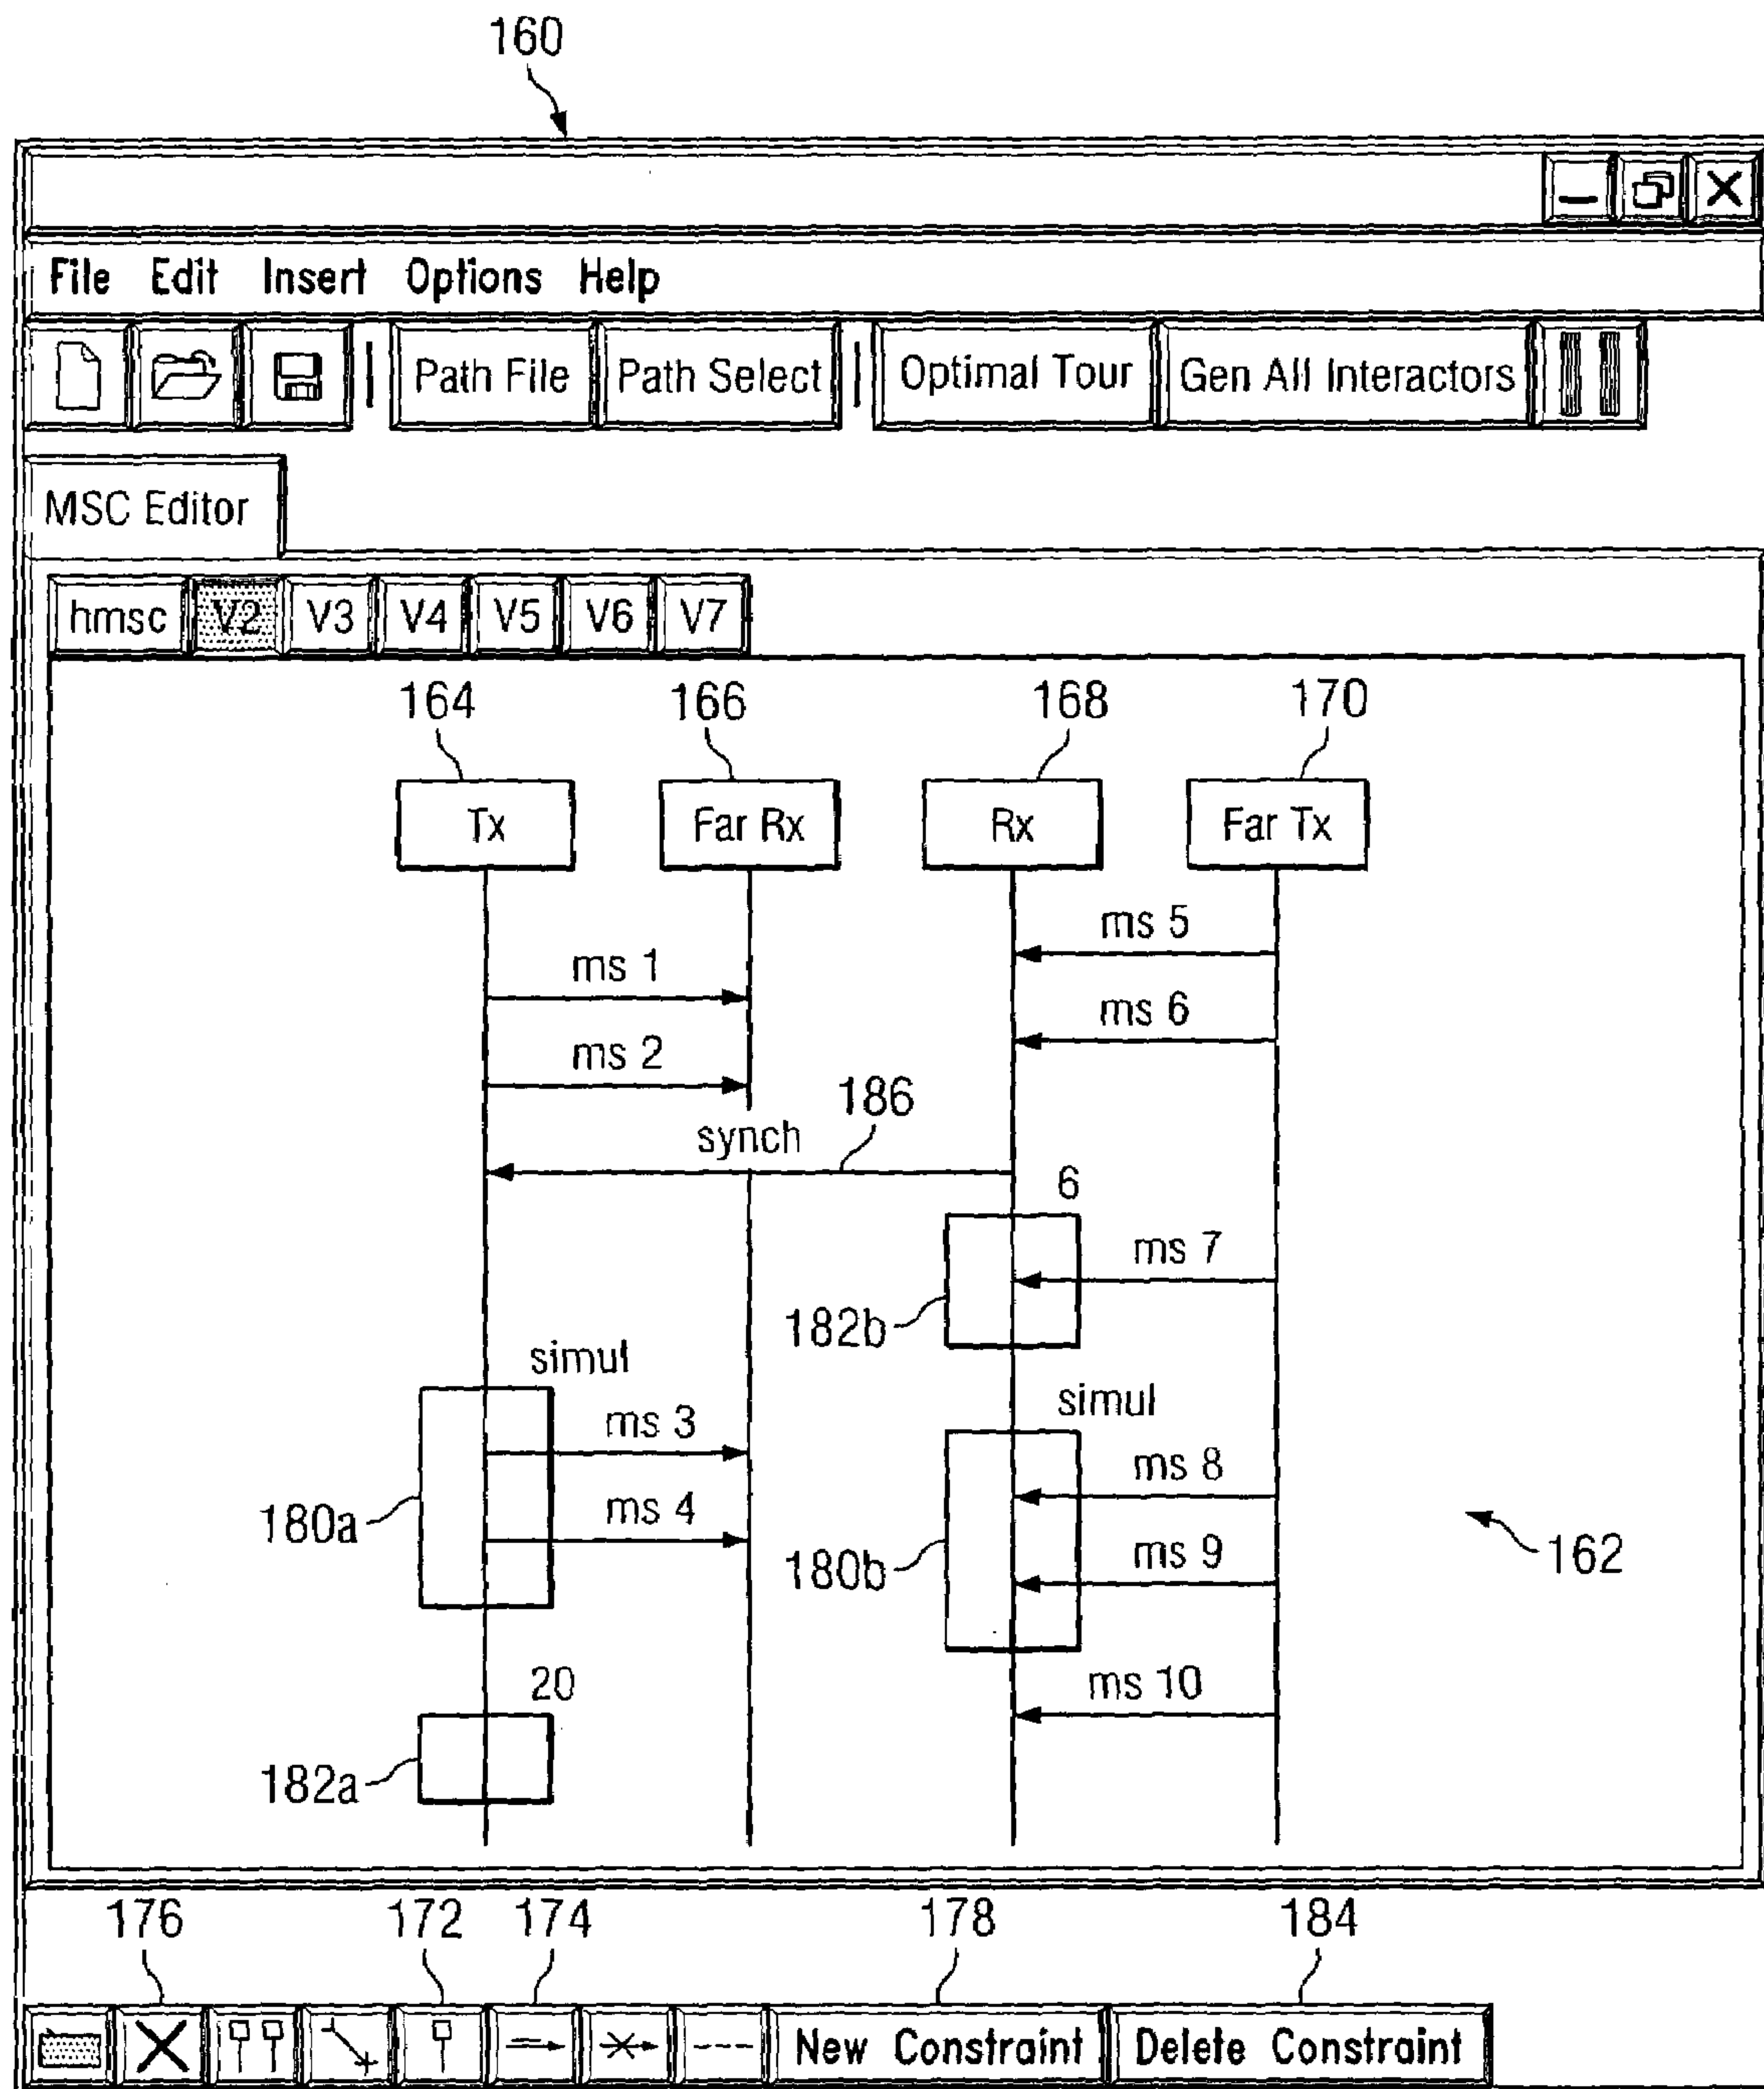 160
File Edit Insert Options Help
Path File Path Select Optimal Tour Gen All Interactors
MSC Editor
hmsc V2 V3 V4 V5 V6 V7
164 166 168 170
Tx Far Rx Rx Far Tx
ms 5
ms 1
ms 6
ms 2
186
synch
6
ms 7
182b
simul
simul
ms 3
ms 8
180a
ms 4
180b
ms 9
162
20
ms 10
182a
176 172 174 178 184
New Constraint Delete Constraint